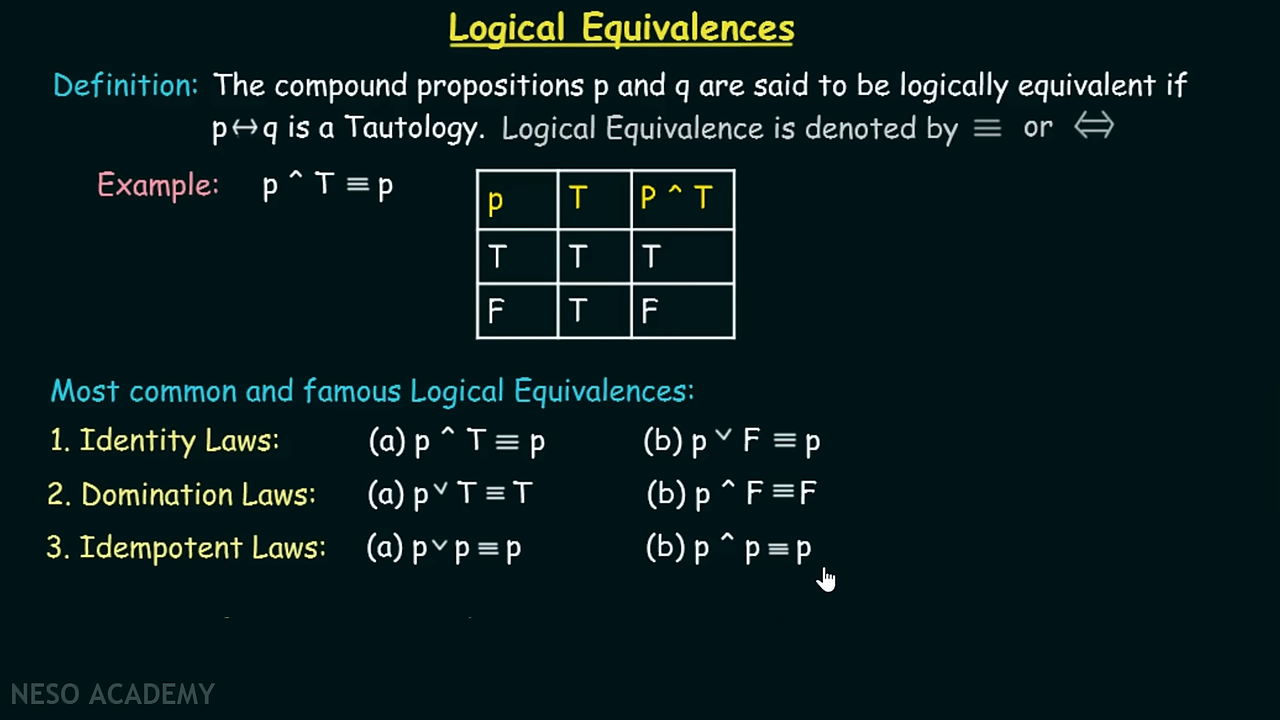 Logical Equivalences
Definition: The compound propositions p and q are said to be logically equivalent if
p↔q is a Tautology. Logical Equivalence is denoted by ≡ or ⇔
Example: p ^ T ≡ p
p T P ^ T
T T T
F T F
Most common and famous Logical Equivalences:
1. Identity Laws: (a) p ^ T ≡ p (b) p ˅ F ≡ p
2. Domination Laws: (a) p ˅ T ≡ T (b) p ^ F ≡ F
3. Idempotent Laws: (a) p ˅ p ≡ p (b) p ^ p ≡ p
NESO ACADEMY